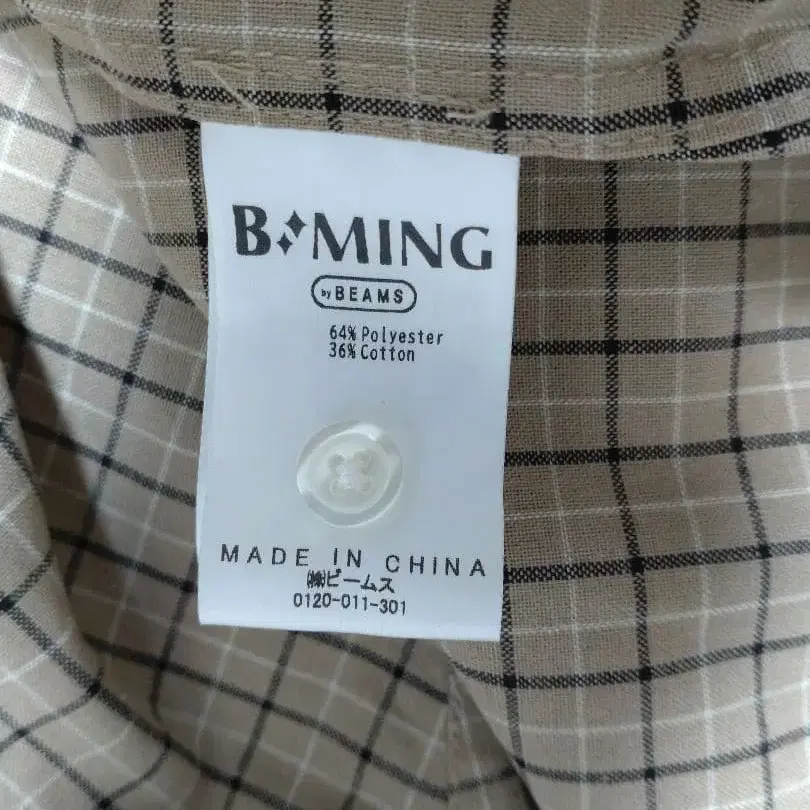 B MING
by BEAMS
64% Polyester
36% Cotton
MADE IN CHINA
㈱ビームス
0120-011-301